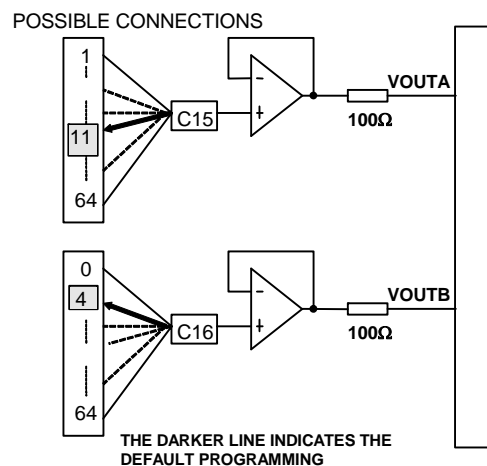 POSSIBLE CONNECTIONS
1
11
64
C15
-
+
VOUTA
100Ω
0
4
64
C16
-
+
VOUTB
100Ω
THE DARKER LINE INDICATES THE
DEFAULT PROGRAMMING